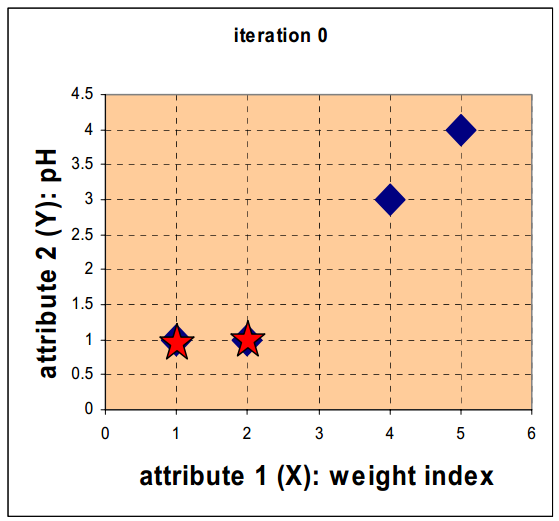 iteration 0
attribute 2 (Y): pH
4.5
4
3.5
3
2.5
2
1.5
1
0.5
0
0 1 2 3 4 5 6
attribute 1 (X): weight index